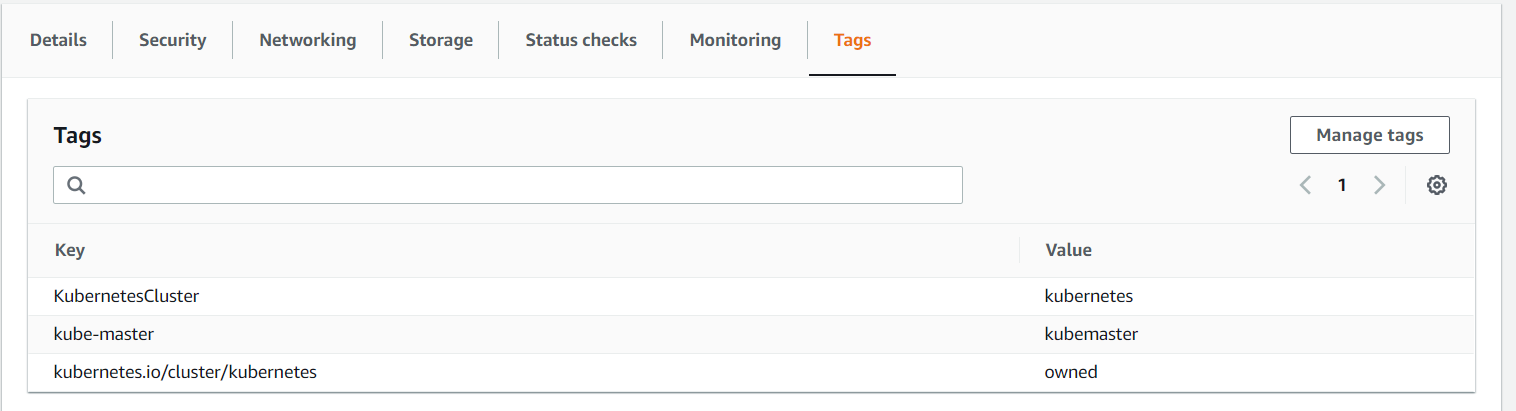 Details Security Networking Storage Status checks Monitoring Tags
Tags Manage tags
1
Key Value
KubernetesCluster kubernetes
kube-master kubemaster
kubernetes.io/cluster/kubernetes owned